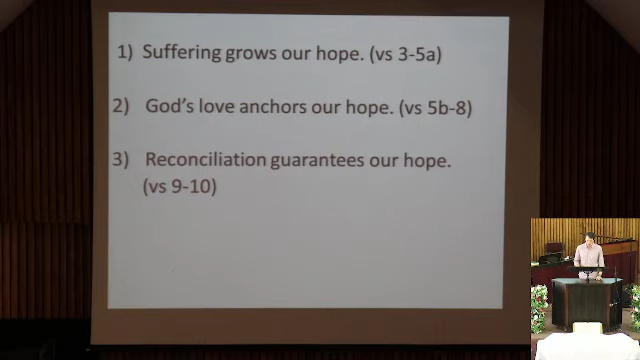 1) Suffering grows our hope. (vs 3-5a)
2) God's love anchors our hope. (vs 5b-8)
3) Reconciliation guarantees our hope.
(vs 9-10)